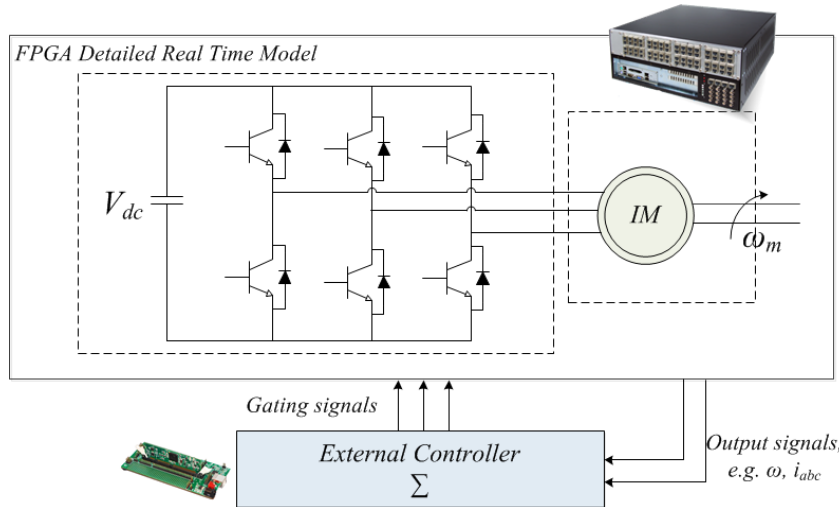 FPGA Detailed Real Time Model
V_dc
IM
ω_m
Gating signals
External Controller
Σ
Output signals,
e.g. ω, i_abc